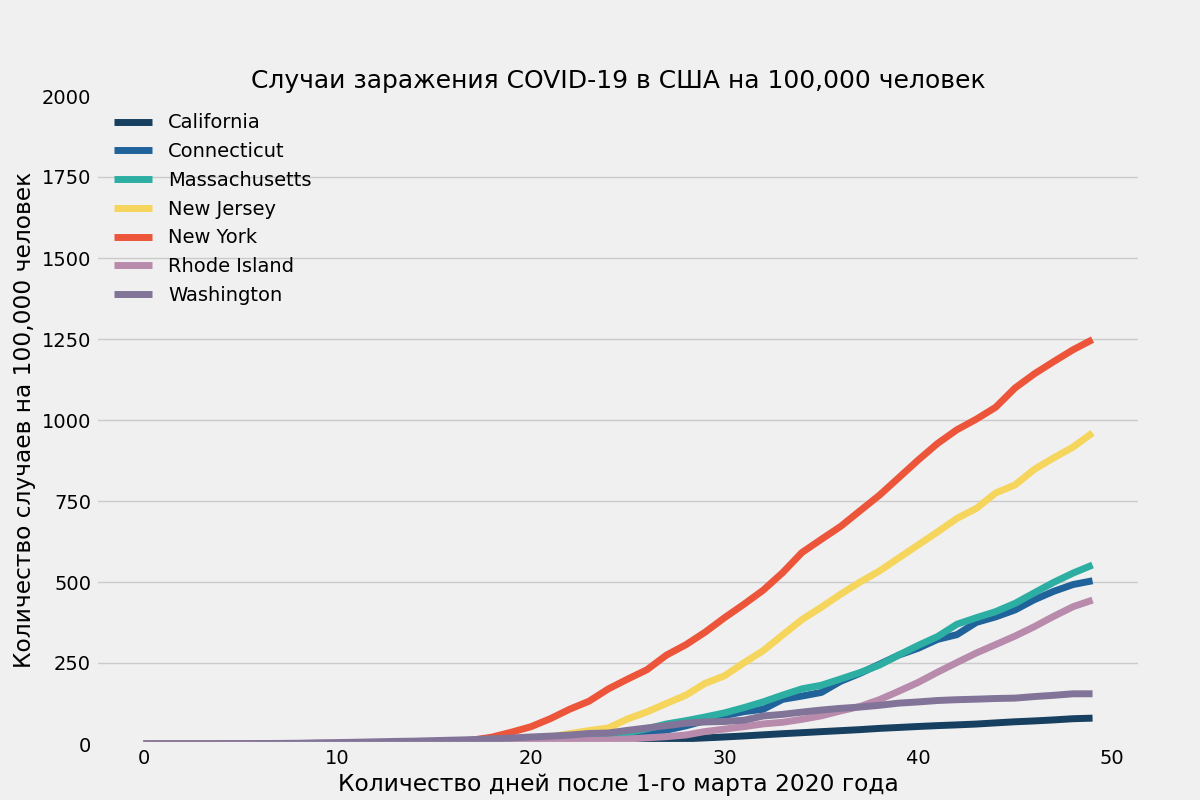 Случаи заражения COVID-19 в США на 100,000 человек
Количество случаев на 100,000 человек
2000
1750
1500
1250
1000
750
500
250
0
California
Connecticut
Massachusetts
New Jersey
New York
Rhode Island
Washington
0 10 20 30 40 50
Количество дней после 1-го марта 2020 года